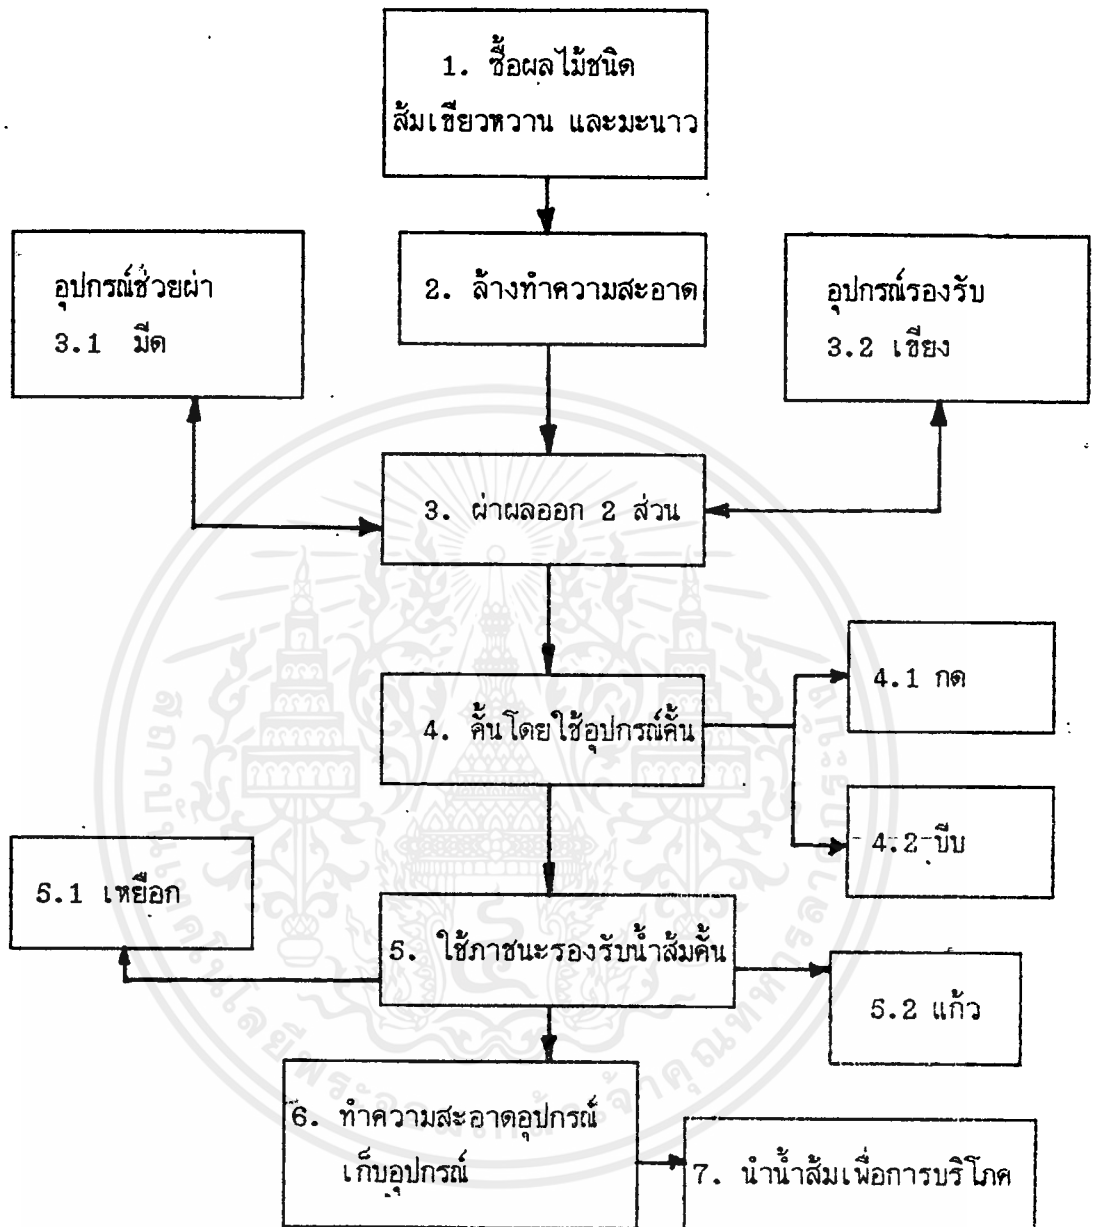 1. ซื้อผลไม้ชนิด
ส้มเขียวหวาน และมะนาว
อุปกรณ์ช่วยผ่า
3.1 มีด
2. ล้างทำความสะอาด
อุปกรณ์รองรับ
3.2 เขียง
3. ผ่าผลออก 2 ส่วน
4. คั้นโดยใช้อุปกรณ์คั้น
4.1 กด
4.2 บีบ
5.1 เหยือก
5. ใช้ภาชนะรองรับน้ำส้มคั้น
5.2 แก้ว
6. ทำความสะอาดอุปกรณ์
เก็บอุปกรณ์
7. นำน้ำส้มเพื่อการบริโภค